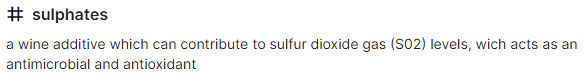 # sulphates
a wine additive which can contribute to sulfur dioxide gas (S02) levels, wich acts as an
antimicrobial and antioxidant